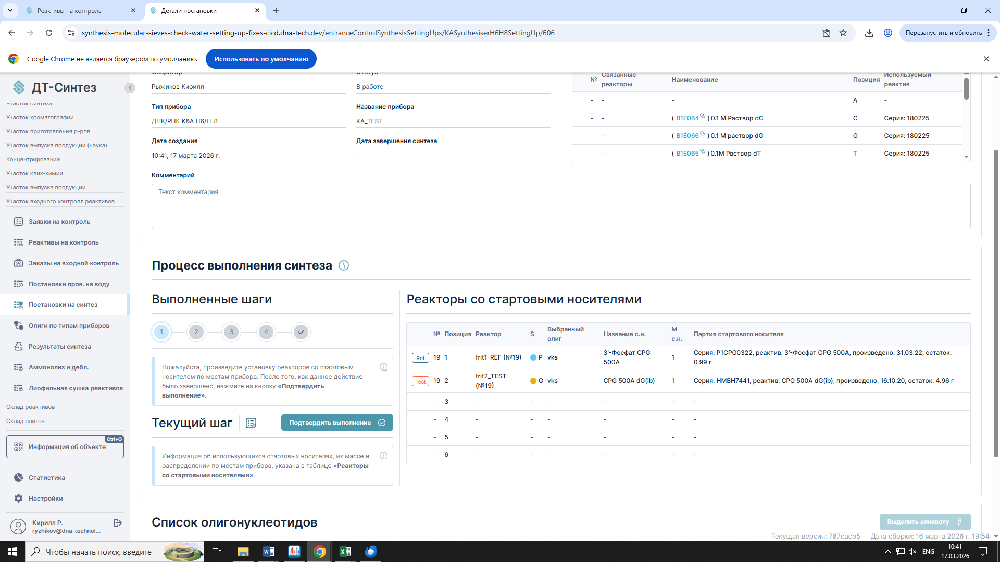 Реактивы на контроль
Детали постановки
synthesis-molecular-sieves-check-water-setting-up-fixes-cicd.dna-tech.dev/entranceControlSynthesisSettingUps/KASynthesiserH6H8SettingUp/606
Перезапустить и обновить
Google Chrome не является браузером по умолчанию.
Использовать по умолчанию
ДТ-Синтез
Участок синтеза
Участок хроматографии
Участок приготовления р-ров
Участок выпуска продукции (наука)
Концентрирование
Участок клик-химии
Участок выпуска продукции
Участок входного контроля реактивов
Заявки на контроль
Реактивы на контроль
Заказы на входной контроль
Постановки пров. на воду
Постановки на синтез
Олиги по типам приборов
Результаты синтеза
Аммонолиз и дебл.
Лиофильная сушка реактивов
Склад реактивов
Склад олигов
Ctrl+Q
Информация об объекте
Статистика
Настройки
Кирилл Р.
ryzhikov@dna-technol...
Оператор
Статус
Рыжиков Кирилл
В работе
Тип прибора
Название прибора
ДНК/РНК K&A H6/H-8
KA_TEST
Дата создания
Дата завершения синтеза
10:41, 17 марта 2026 г.
-
№ Связанные реакторы Наименование Позиция Используемый реактив
- - - A -
- - ( B1E064 ) 0.1 М Раствор dC C Серия: 180225
- - ( B1E066 ) 0.1 М раствор dG G Серия: 180225
- - ( B1E065 ) 0.1М Рвствор dT T Серия: 180225
Комментарий
Текст комментария
Процесс выполнения синтеза
Выполненные шаги
1 2 3 4
Пожалуйста, произведите установку реакторов со стартовым
носителем по местам прибора. После того, как данное действие
было завершено, нажмите на кнопку «Подтвердить
выполнение».
Текущий шаг
Подтвердить выполнение
Информация об использующихся стартовых носителях, их массе и
распределении по местам прибора, указана в таблице «Реакторы
со стартовыми носителями».
Реакторы со стартовыми носителями
№ Позиция Реактор S Выбранный олиг Название с.н. М с.н. Партия стартового носителя
Ref 19 1 frit1_REF (№19) P vks 3'-Фосфат CPG 500A 1 Серия: P1CPG0322, реактив: 3'-Фосфат CPG 500A, произведено: 31.03.22, остаток: 0.99 г
Test 19 2 frit2_TEST (№19) G vks CPG 500A dG(ib) 1 Серия: HMBH7441, реактив: CPG 500A dG(ib), произведено: 16.10.20, остаток: 4.96 г
- 3 - - - - - -
- 4 - - - - - -
- 5 - - - - - -
- 6 - - - - - -
Список олигонуклеотидов
Выделить аликвоту
Текущая версия: 787cacb5 Дата сборки: 16 марта 2026 г. 19:54
Чтобы начать поиск, введите
ENG
10:41
17.03.2026